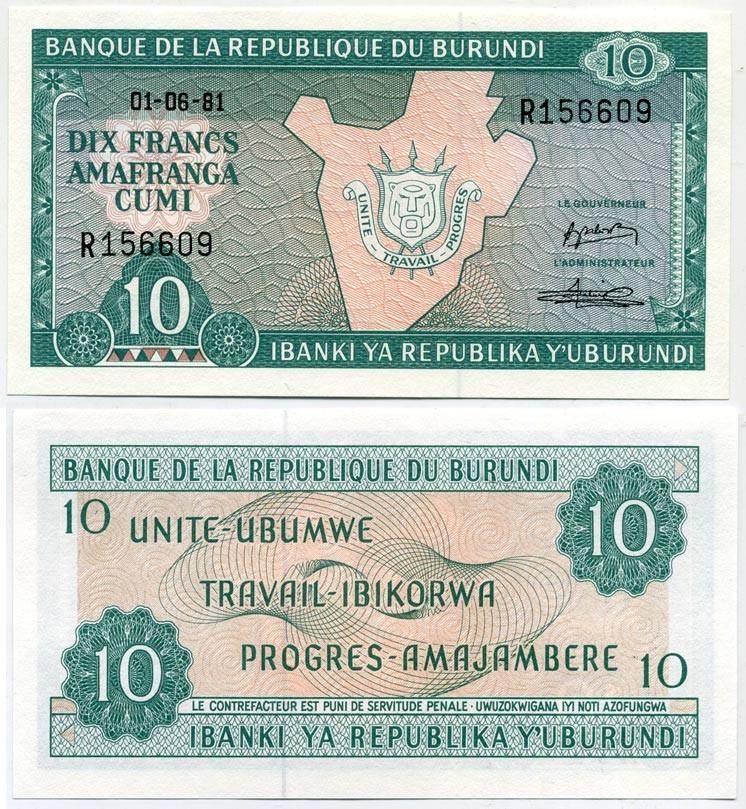 BANQUE DE LA REPUBLIQUE DU BURUNDI
10
01-06-81
R156609
DIX FRANCS
AMAFRANGA
CUMI
UNITE - TRAVAIL - PROGRES
LE GOUVERNEUR
R156609
L'ADMINISTRATEUR
10
IBANKI YA REPUBLIKA Y'UBURUNDI
BANQUE DE LA REPUBLIQUE DU BURUNDI
10
UNITE-UBUMWE
10
TRAVAIL-IBIKORWA
PROGRES-AMAJAMBERE
10
10
LE CONTREFACTEUR EST PUNI DE SERVITUDE PENALE · UWUZOKWIGANA IYI NOTI AZOFUNGWA
IBANKI YA REPUBLIKA Y'UBURUNDI